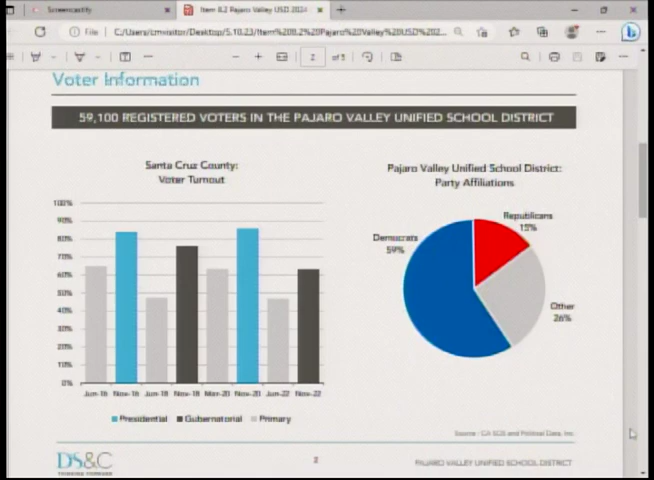 Screencastify
Item 8.2 Pajaro Valley USD 2024
File
C:/Users/izmvisitor/Desktop/5.10.23/Item%208.2%20Pajaro%20Valley%20USD%202...
2
of 5
Voter Information
59,100 REGISTERED VOTERS IN THE PAJARO VALLEY UNIFIED SCHOOL DISTRICT
Santa Cruz County:
Voter Turnout
100%
90%
80%
70%
60%
50%
40%
30%
20%
10%
0%
Jun-16 Nov-16 Jun-18 Nov-18 Mar-20 Nov-20 Jun-22 Nov-22
Presidential Gubernatorial Primary
Pajaro Valley Unified School District:
Party Affiliations
Republicans
15%
Democrats
59%
Other
26%
Source: CA SOS and Political Data, Inc.
DS&C
2
PAJARO VALLEY UNIFIED SCHOOL DISTRICT